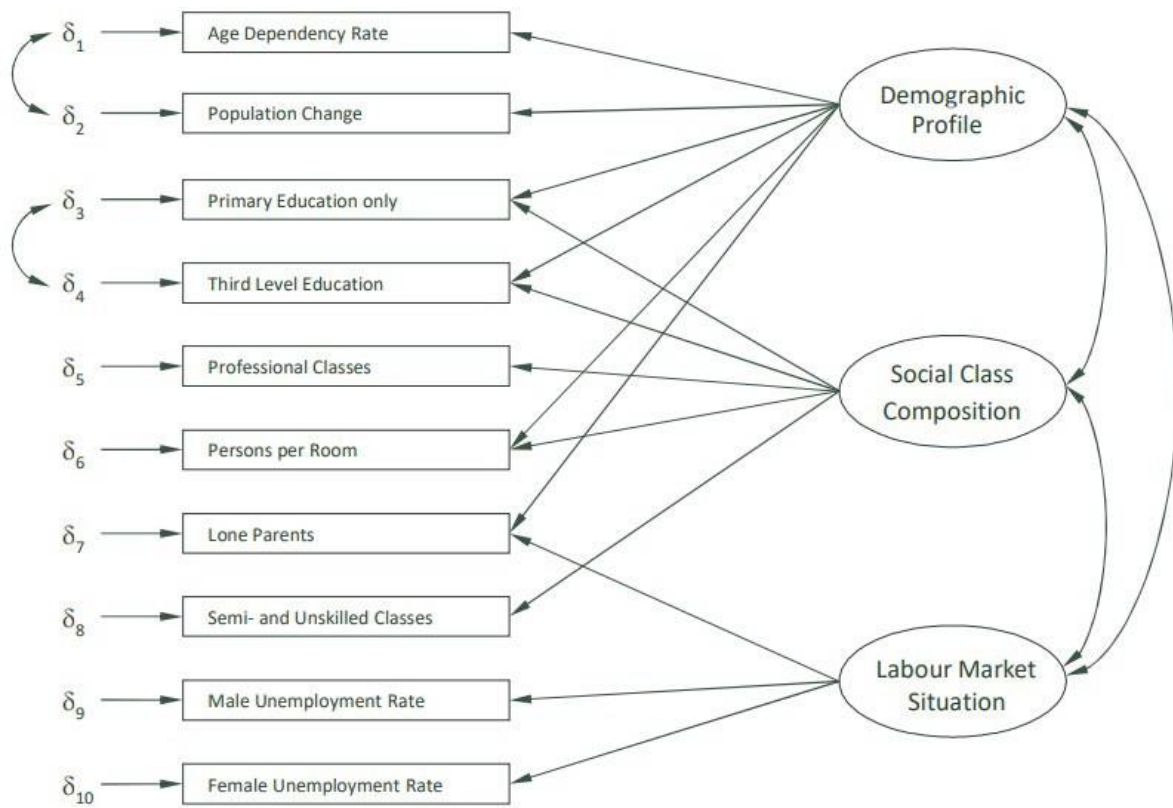 δ1 Age Dependency Rate
δ2 Population Change
δ3 Primary Education only
δ4 Third Level Education
δ5 Professional Classes
δ6 Persons per Room
δ7 Lone Parents
δ8 Semi- and Unskilled Classes
δ9 Male Unemployment Rate
δ10 Female Unemployment Rate
Demographic
Profile
Social Class
Composition
Labour Market
Situation